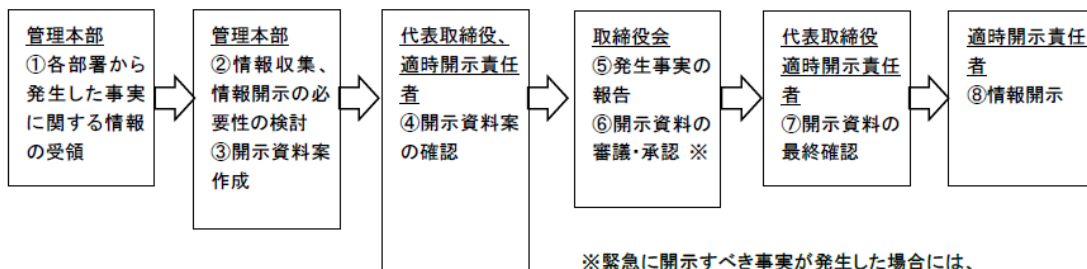 管理本部
①各部署から
発生した事実
に関する情報
の受領
管理本部
②情報収集、
情報開示の必
要性の検討
③開示資料案
作成
代表取締役、
適時開示責任
者
④開示資料案
の確認
取締役会
⑤発生事実の
報告
⑥開示資料の
審議・承認 ※
代表取締役
適時開示責任
者
⑦開示資料の
最終確認
適時開示責任
者
⑧情報開示
※緊急に開示すべき事実が発生した場合には、